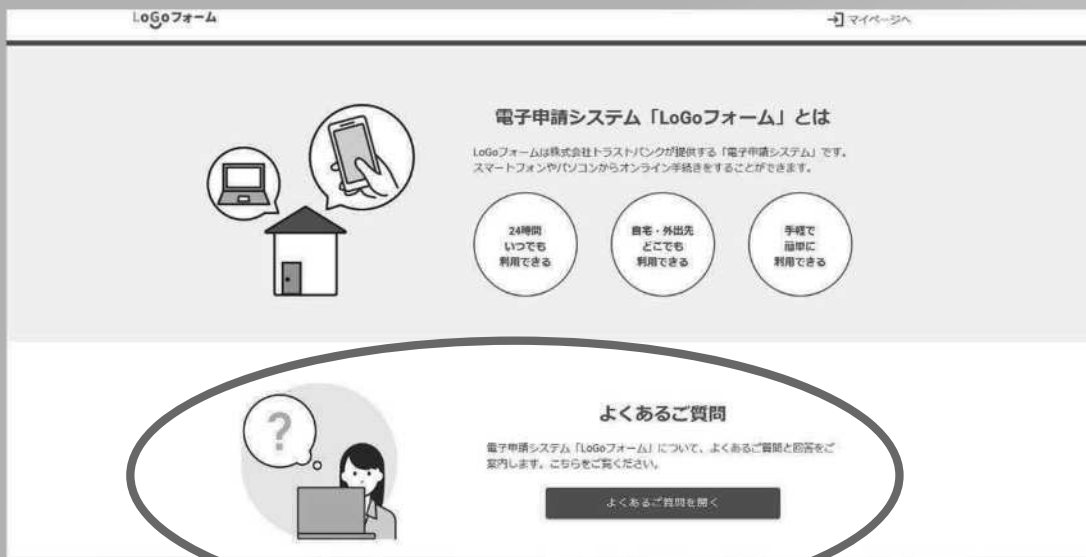 LoGoフォーム
マイページへ
電子申請システム「LoGoフォーム」とは
LoGoフォームは株式会社トラストバンクが提供する「電子申請システム」です。
スマートフォンやパソコンからオンライン手続きをすることができます。
24時間
いつでも
利用できる
自宅・外出先
どこでも
利用できる
手軽で
簡単に
利用できる
?
よくあるご質問
電子申請システム「LoGoフォーム」について、よくあるご質問と回答をご
案内します。こちらをご覧ください。
よくあるご質問を開く